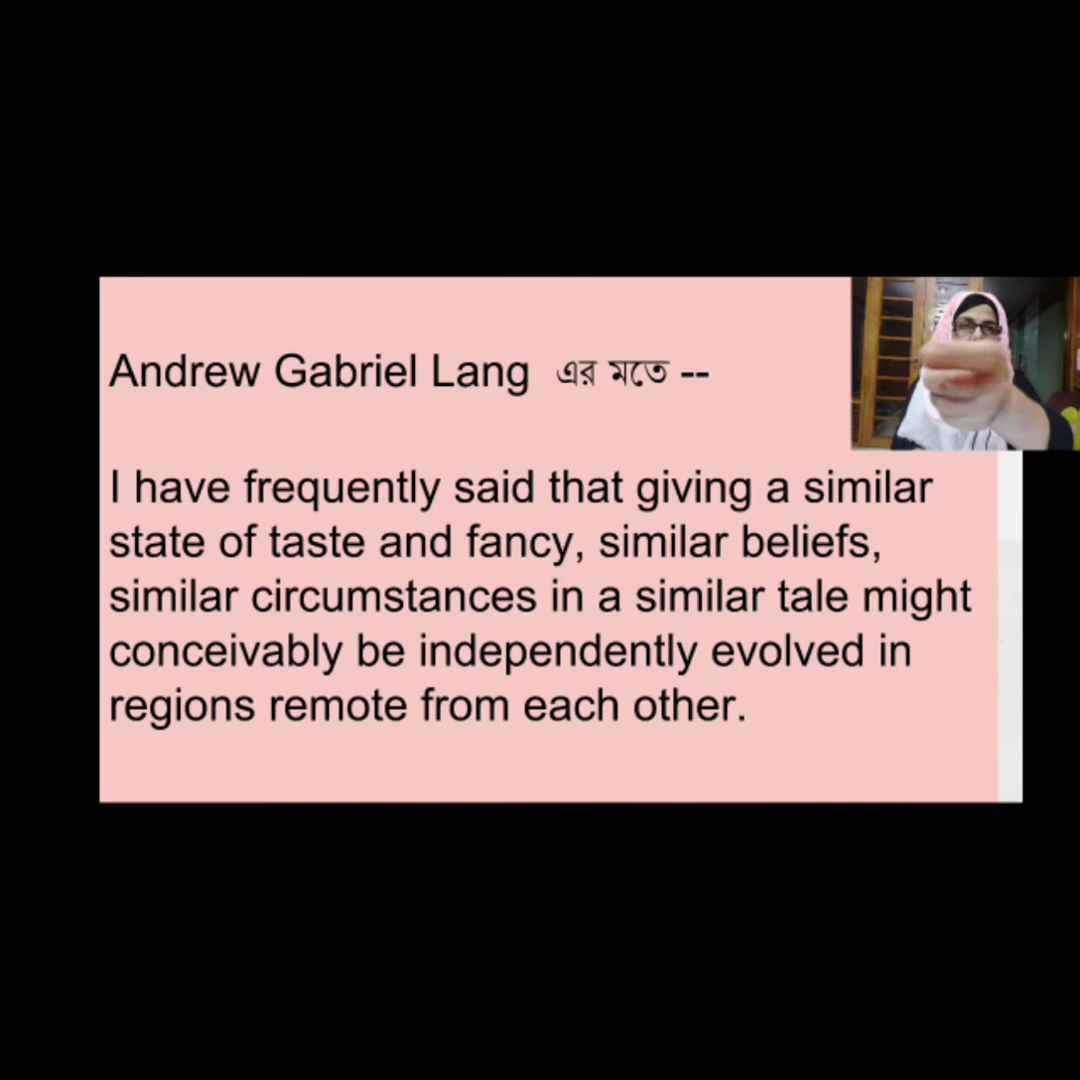 Andrew Gabriel Lang এর মতে --
I have frequently said that giving a similar
state of taste and fancy, similar beliefs,
similar circumstances in a similar tale might
conceivably be independently evolved in
regions remote from each other.